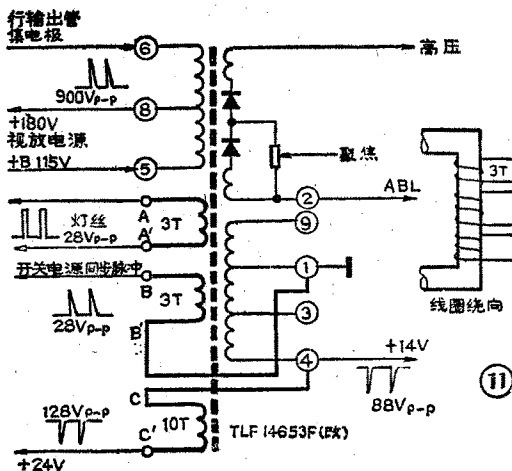 行输出管
集电极
⑥
900Vp-p
⑧
+180V
视放电源
+B 115V
⑤
高压
聚焦
②
ABL
3T
线圈绕向
A
灯丝
3T
28Vp-p
A'
开关电源同步脉冲
B
3T
28Vp-p
B'
⑨
①
③
④
+14V
88Vp-p
⑪
C
128Vp-p
10T
C'
+24V
TLF 14653F(改)